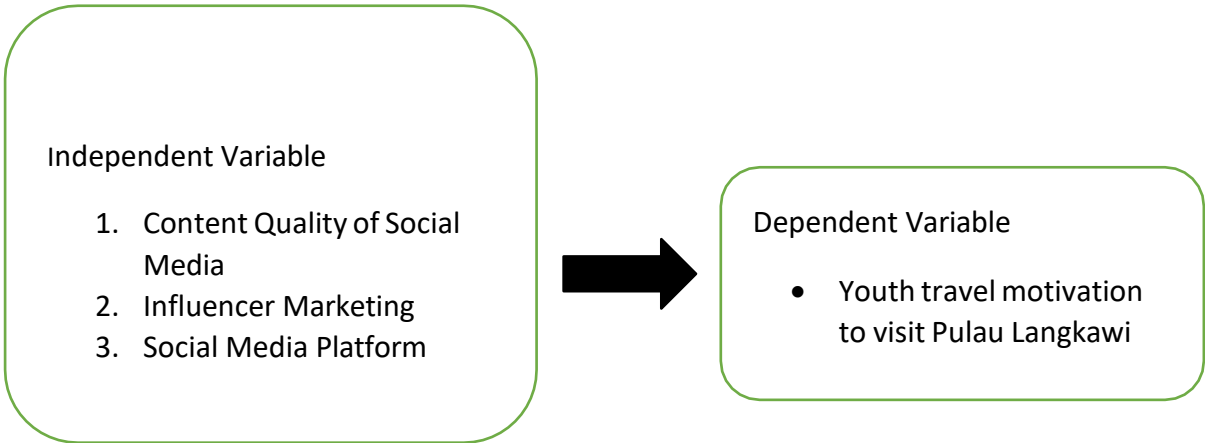 Independent Variable
1. Content Quality of Social
Media
2. Influencer Marketing
3. Social Media Platform
Dependent Variable
• Youth travel motivation
to visit Pulau Langkawi